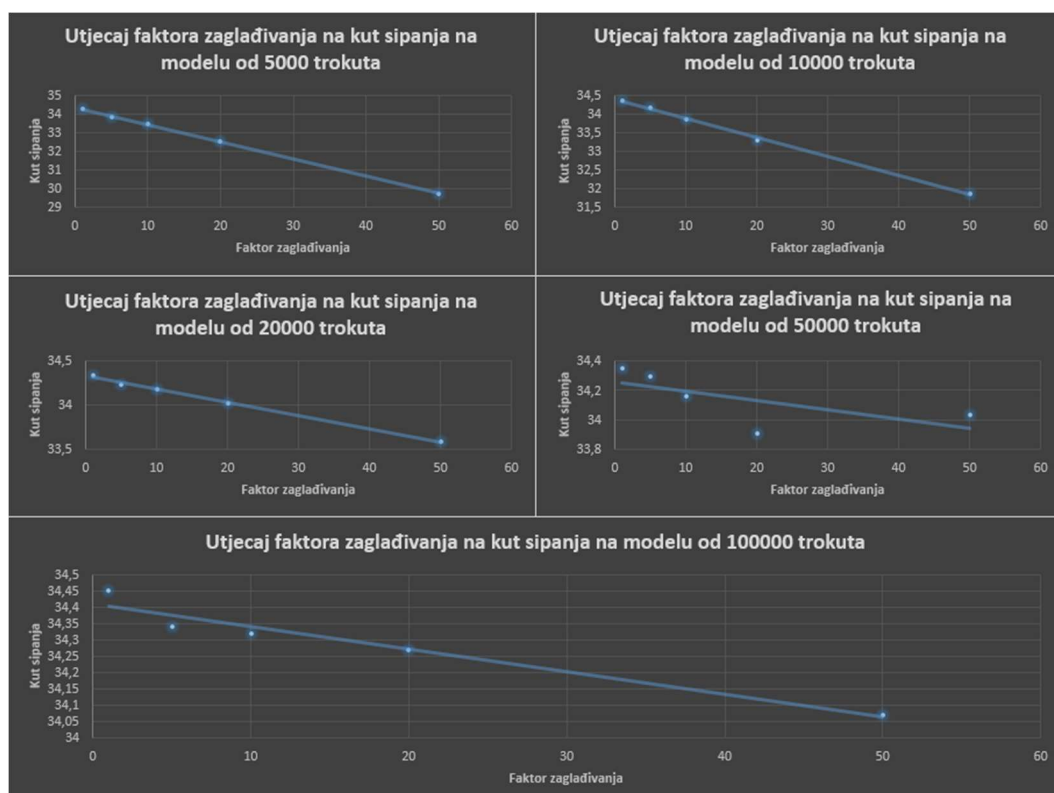 Utjecaj faktora zaglađivanja na kut sipanja na
modelu od 5000 trokuta
35
34
33
32
31
30
29
Kut sipanja
0 10 20 30 40 50 60
Faktor zaglađivanja
Utjecaj faktora zaglađivanja na kut sipanja na
modelu od 10000 trokuta
34,5
34
33,5
33
32,5
32
31,5
Kut sipanja
0 10 20 30 40 50 60
Faktor zaglađivanja
Utjecaj faktora zaglađivanja na kut sipanja na
modelu od 20000 trokuta
34,5
34
33,5
Kut sipanja
0 10 20 30 40 50 60
Faktor zaglađivanja
Utjecaj faktora zaglađivanja na kut sipanja na
modelu od 50000 trokuta
34,4
34,2
34
33,8
Kut sipanja
0 10 20 30 40 50 60
Faktor zaglađivanja
Utjecaj faktora zaglađivanja na kut sipanja na modelu od 100000 trokuta
34,5
34,45
34,4
34,35
34,3
34,25
34,2
34,15
34,1
34,05
34
Kut sipanja
0 10 20 30 40 50 60
Faktor zaglađivanja